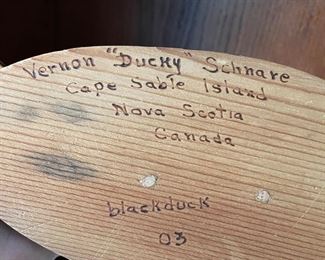 Vernon "Ducky" Schnare
Cape Sable Island
Nova Scotia
Canada
blackduck
03